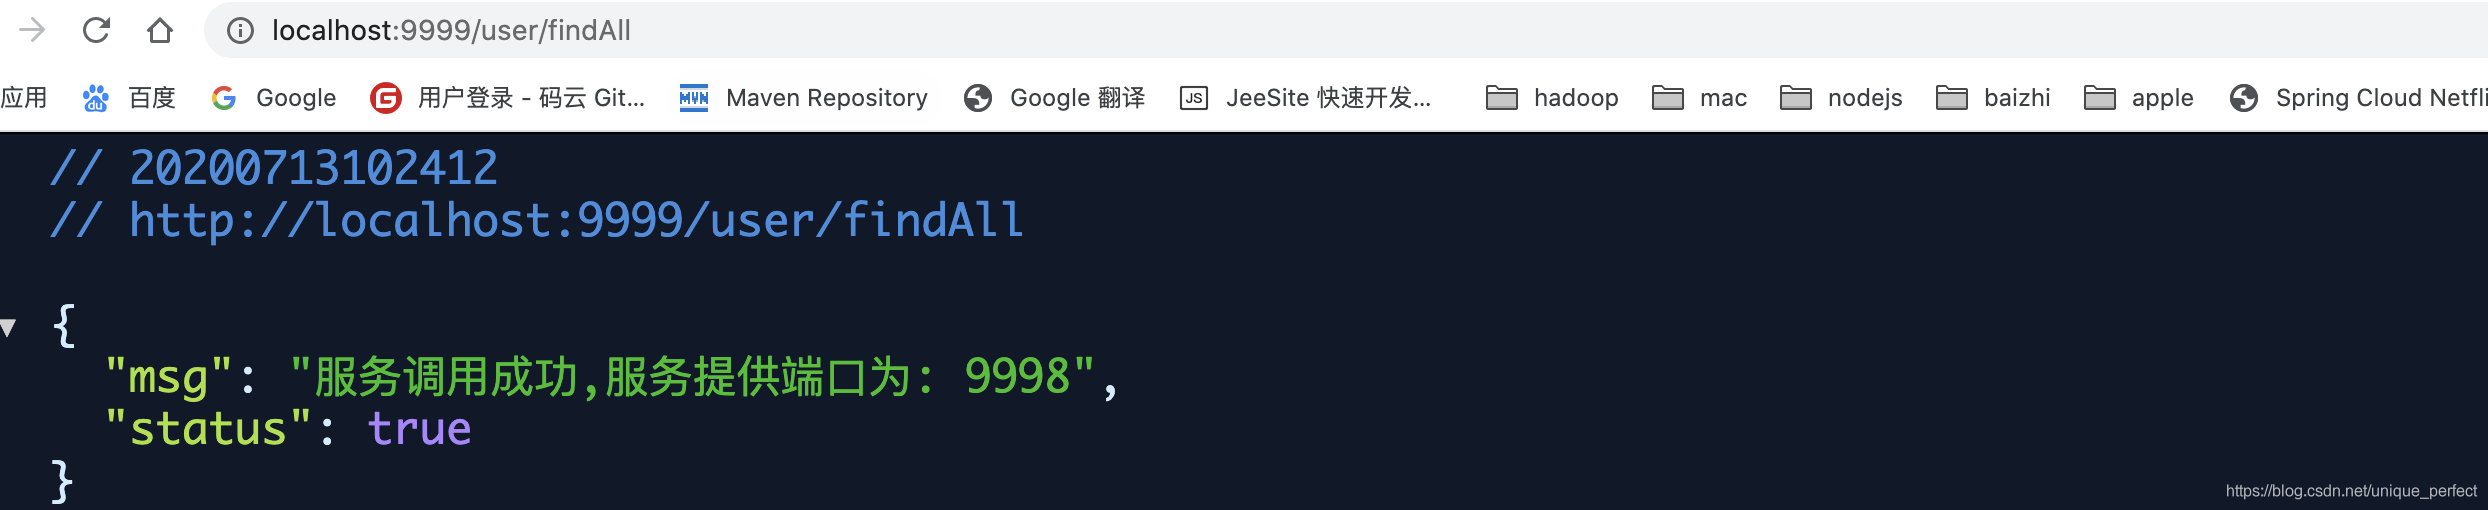 localhost:9999/user/findAll
应用 百度 Google 用户登录 - 码云 Git... Maven Repository Google 翻译 JS JeeSite 快速开发... hadoop mac nodejs baizhi apple Spring Cloud Netfli
// 20200713102412
// http://localhost:9999/user/findAll
{
"msg": "服务调用成功,服务提供端口为: 9998",
"status": true
}
https://blog.csdn.net/unique_perfect